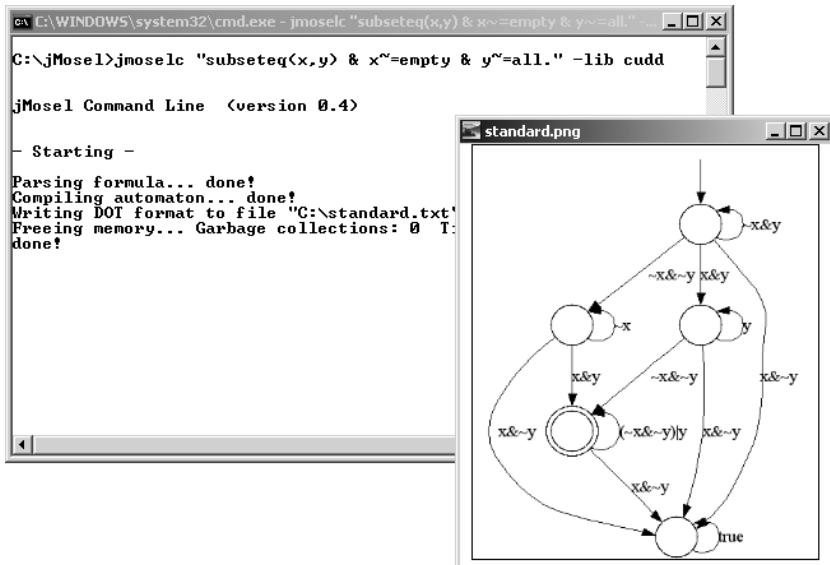 C:\WINDOWS\system32\cmd.exe - jmoselc "subseteq(x,y) & x~=empty & y~=all." -...
C:\jMosel>jmoselc "subseteq(x,y) & x~=empty & y~=all." -lib cudd
jMosel Command Line (version 0.4)
- Starting -
Parsing formula... done!
Compiling automaton... done!
Writing DOT format to file "C:\standard.txt"
Freeing memory... Garbage collections: 0
done!
standard.png
~x&y
~x&~y x&y
~x y
x&y ~x&~y x&~y
x&~y (~x&~y)|y x&~y
x&~y
true